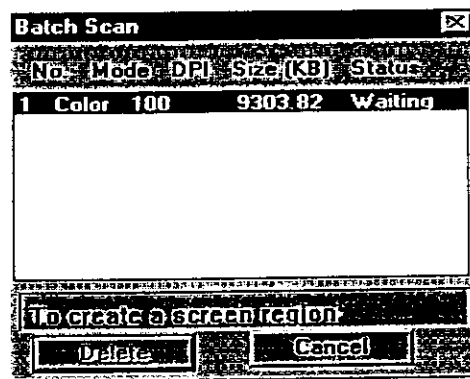 Batch Scan
No. Mode DPI Size (KB) Status
1 Color 100 9303.82 Waiting
To create a screen region
Delete Cancel